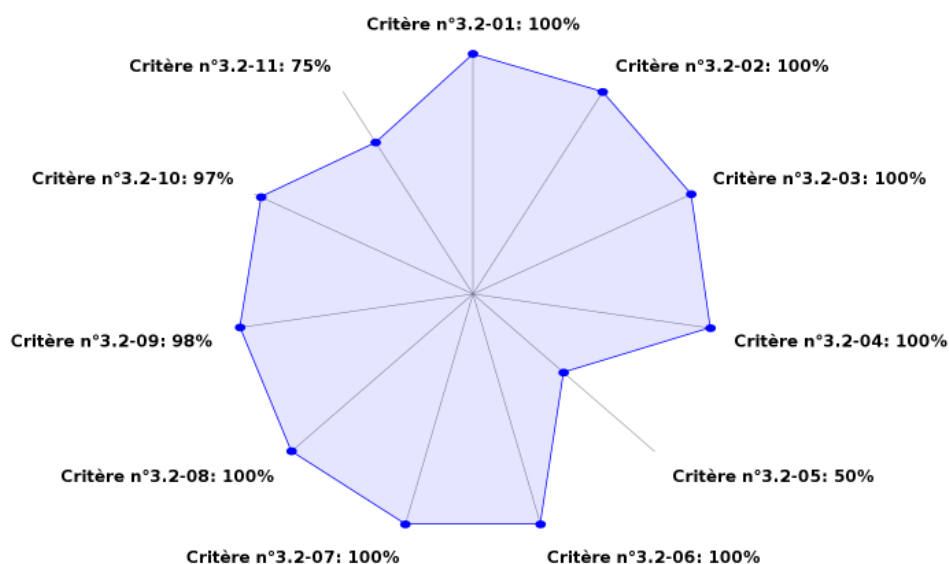 Critère n°3.2-01: 100%
Critère n°3.2-02: 100%
Critère n°3.2-03: 100%
Critère n°3.2-04: 100%
Critère n°3.2-05: 50%
Critère n°3.2-06: 100%
Critère n°3.2-07: 100%
Critère n°3.2-08: 100%
Critère n°3.2-09: 98%
Critère n°3.2-10: 97%
Critère n°3.2-11: 75%